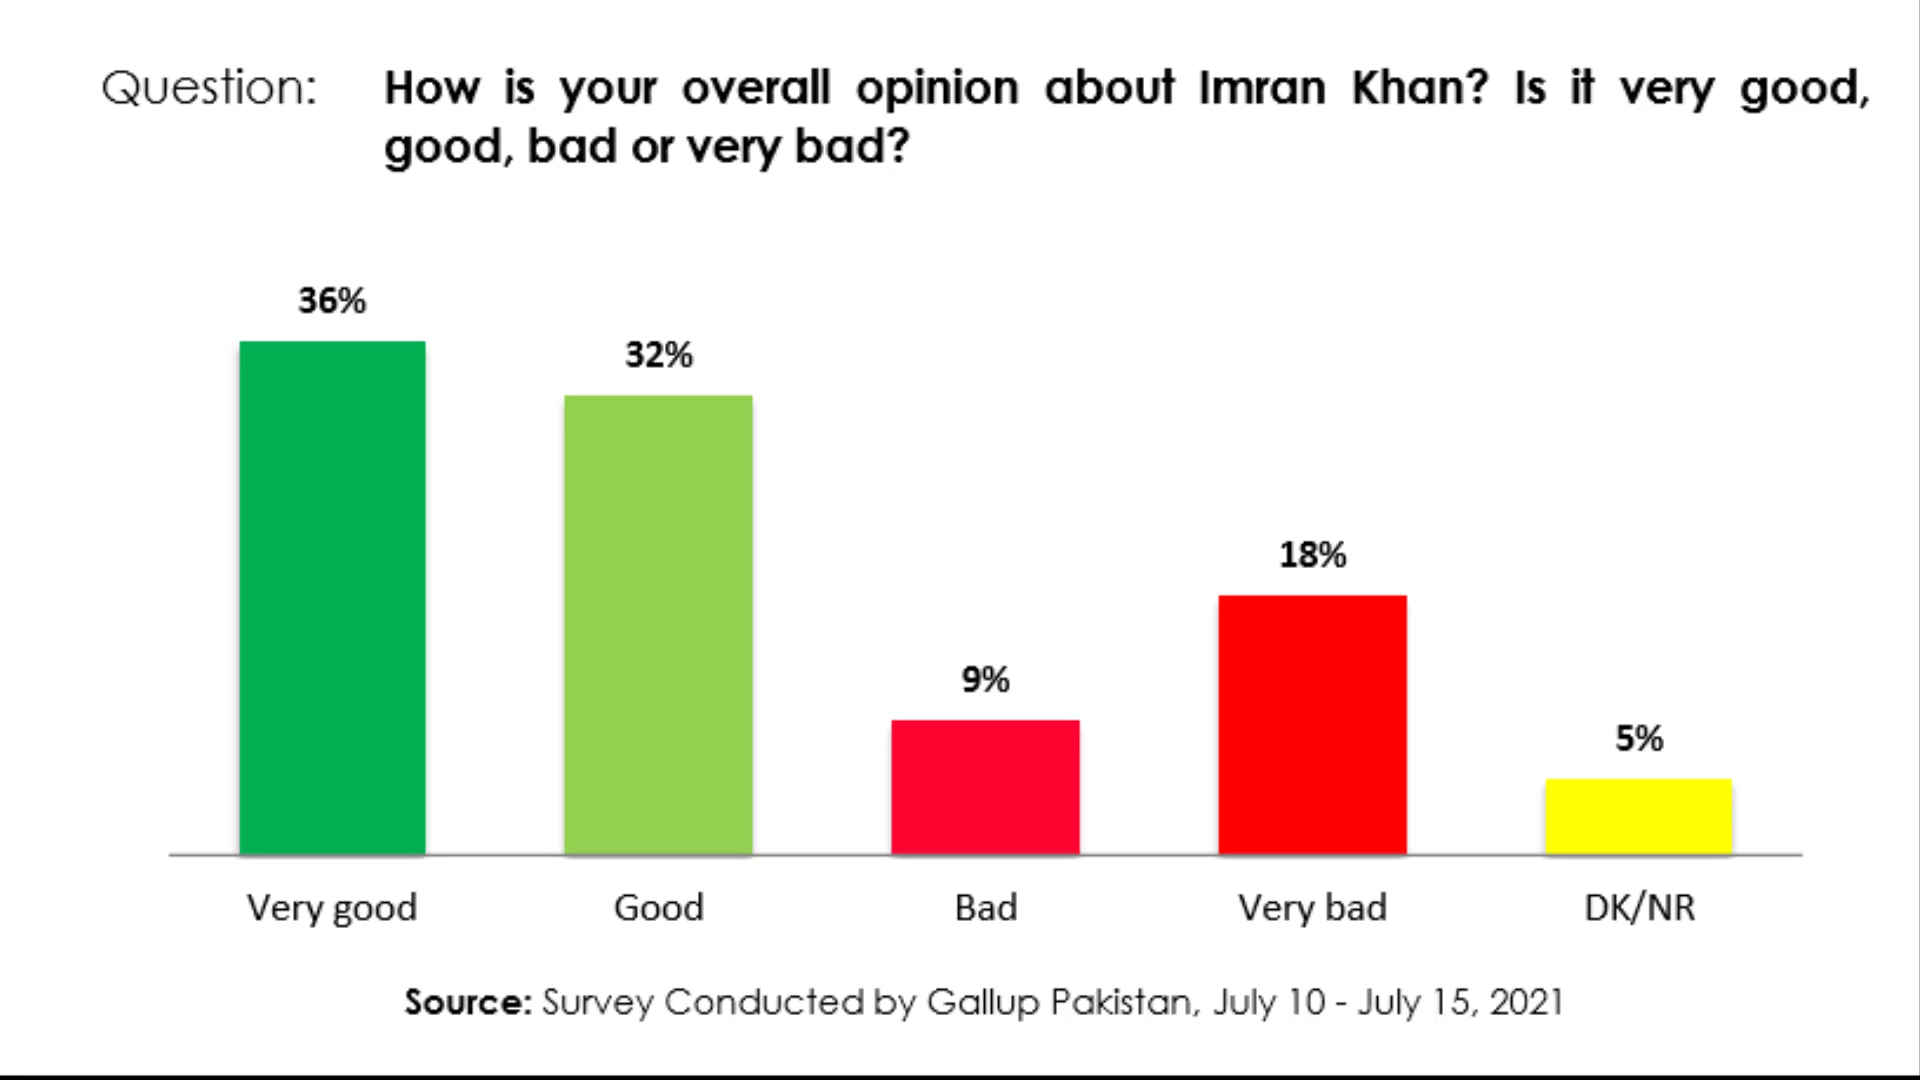 Question: How is your overall opinion about Imran Khan? Is it very good,
good, bad or very bad?
36%
32%
9%
18%
5%
Very good
Good
Bad
Very bad
DK/NR
Source: Survey Conducted by Gallup Pakistan, July 10 - July 15, 2021